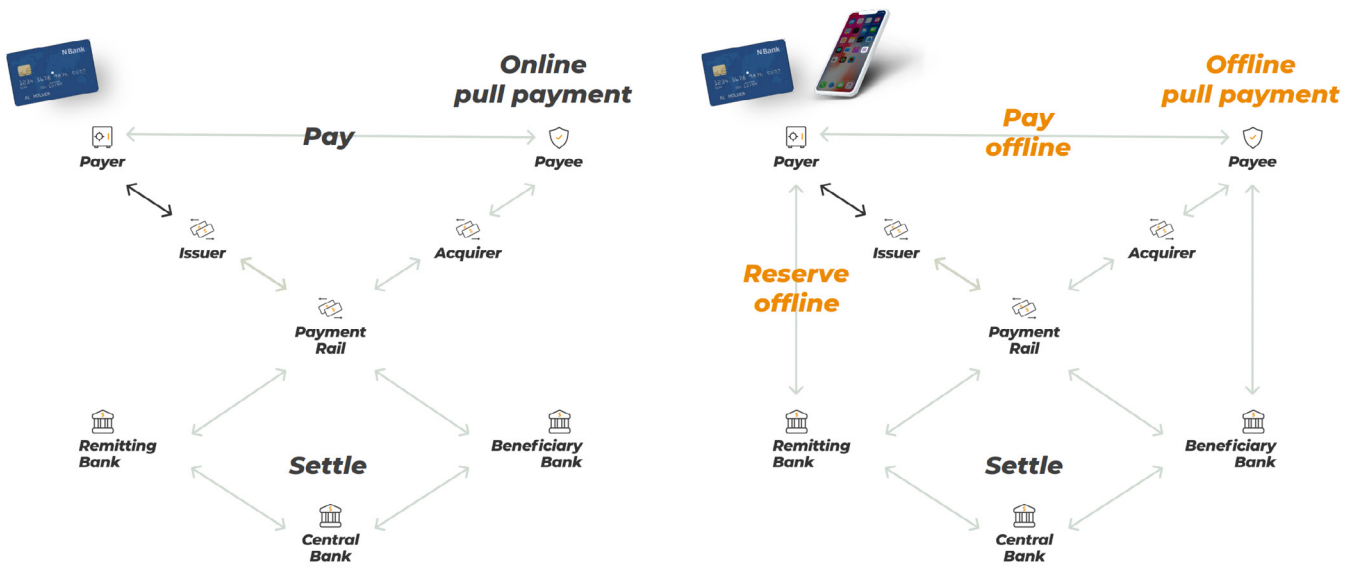 N Bank
Online
pull payment
Pay
Payer
Payee
Issuer
Acquirer
Payment
Rail
Remitting
Bank
Beneficiary
Bank
Settle
Central
Bank
N Bank
Offline
pull payment
Pay
offline
Payer
Payee
Issuer
Acquirer
Reserve
offline
Payment
Rail
Remitting
Bank
Beneficiary
Bank
Settle
Central
Bank